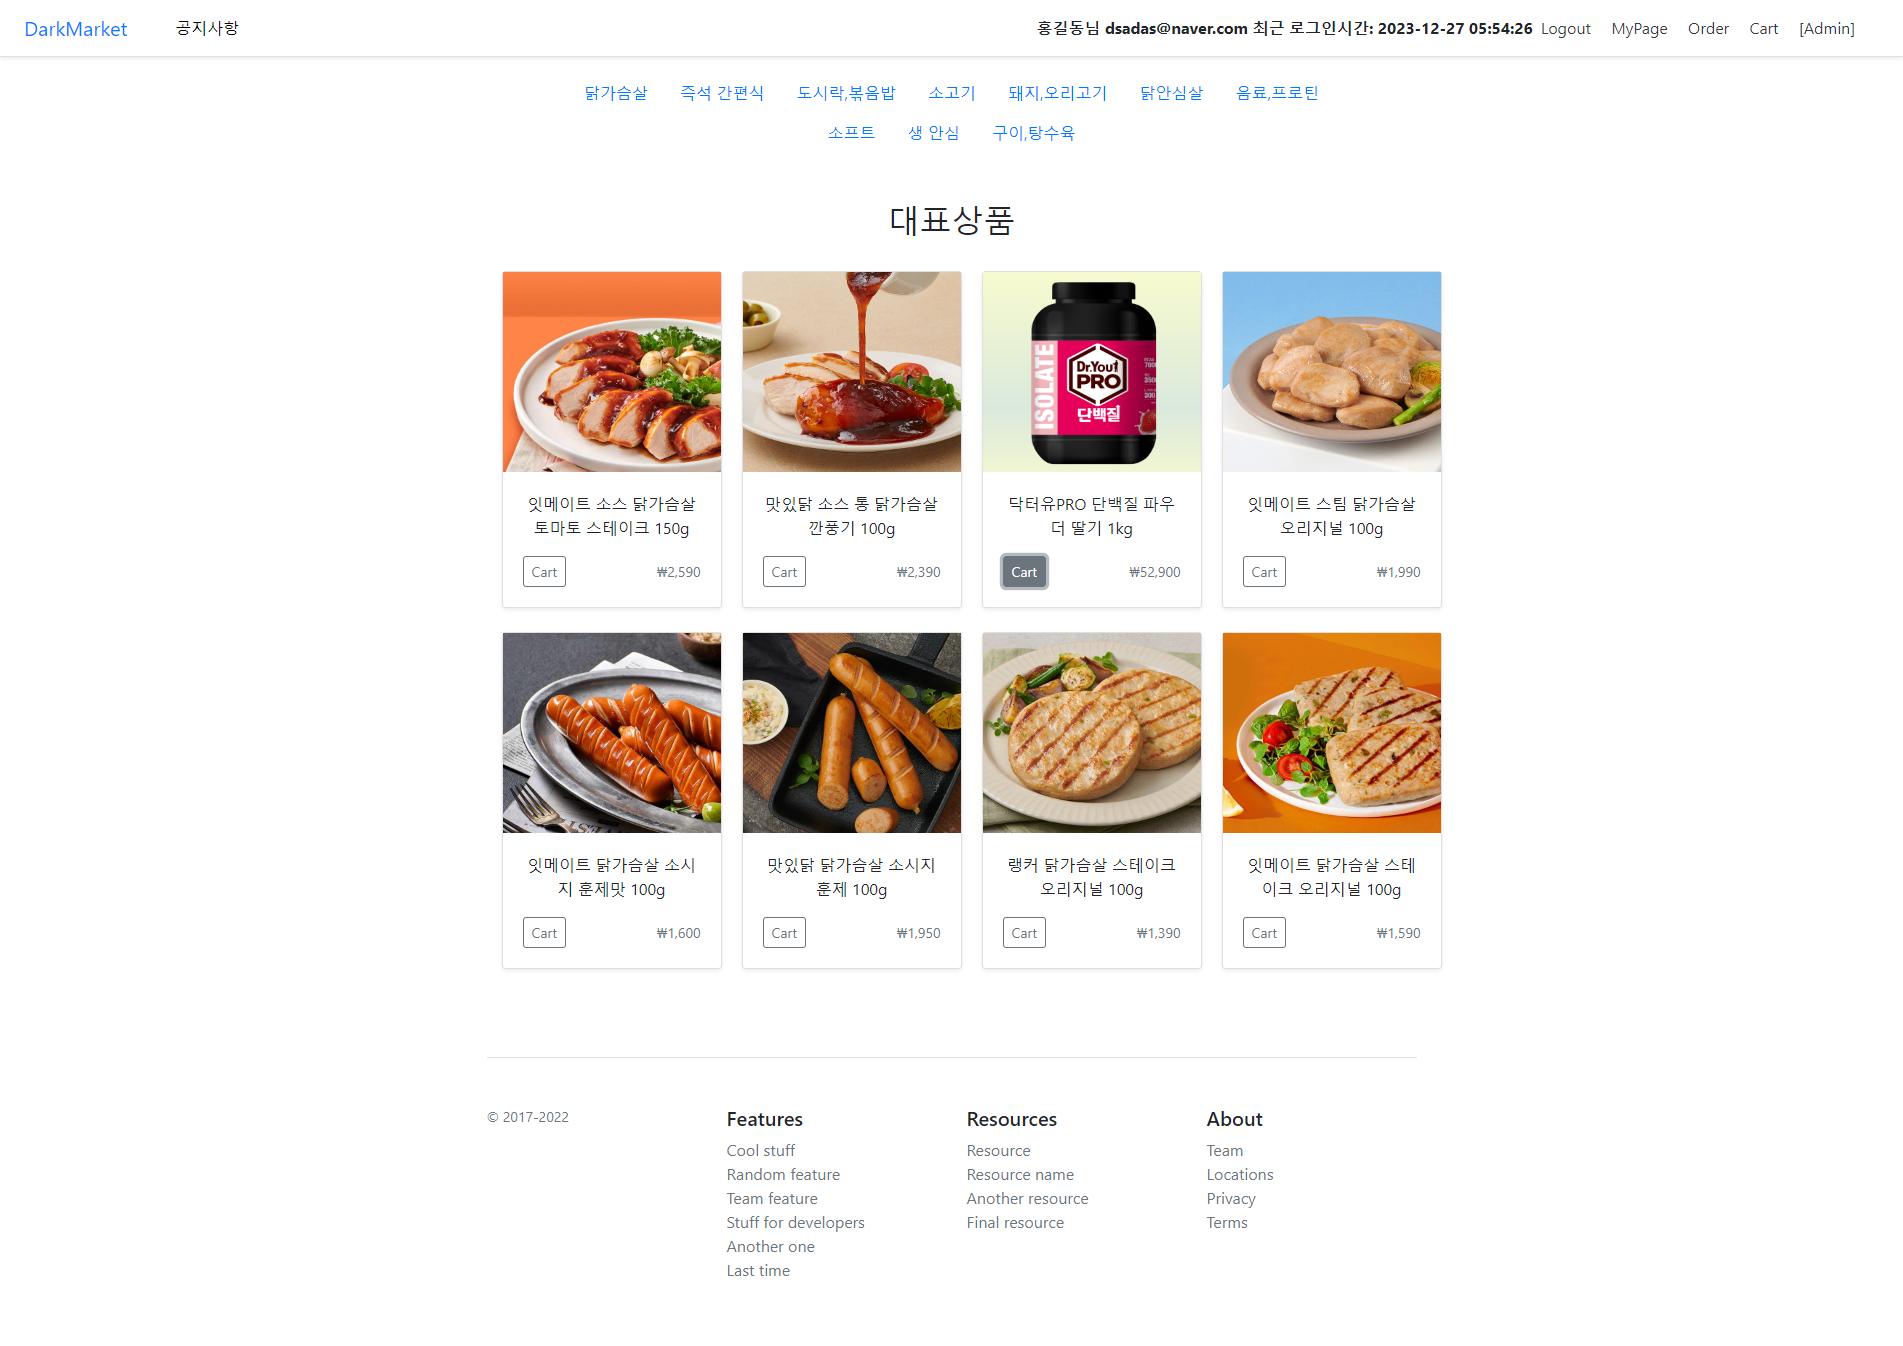 DarkMarket 공지사항 홍길동님 dsadas@naver.com 최근 로그인시간: 2023-12-27 05:54:26 Logout MyPage Order Cart [Admin]
닭가슴살 즉석 간편식 도시락,볶음밥 소고기 돼지,오리고기 닭안심살 음료,프로틴
소프트 생 안심 구이,탕수육
대표상품
ISOLATE
Dr.You
PRO
단백질
잇메이트 소스 닭가슴살
토마토 스테이크 150g
Cart ₩2,590
맛있닭 소스 통 닭가슴살
깐풍기 100g
Cart ₩2,390
닥터유PRO 단백질 파우
더 딸기 1kg
Cart ₩52,900
잇메이트 스팀 닭가슴살
오리지널 100g
Cart ₩1,990
잇메이트 닭가슴살 소시
지 훈제맛 100g
Cart ₩1,600
맛있닭 닭가슴살 소시지
훈제 100g
Cart ₩1,950
랭커 닭가슴살 스테이크
오리지널 100g
Cart ₩1,390
잇메이트 닭가슴살 스테
이크 오리지널 100g
Cart ₩1,590
© 2017-2022
Features
Cool stuff
Random feature
Team feature
Stuff for developers
Another one
Last time
Resources
Resource
Resource name
Another resource
Final resource
About
Team
Locations
Privacy
Terms